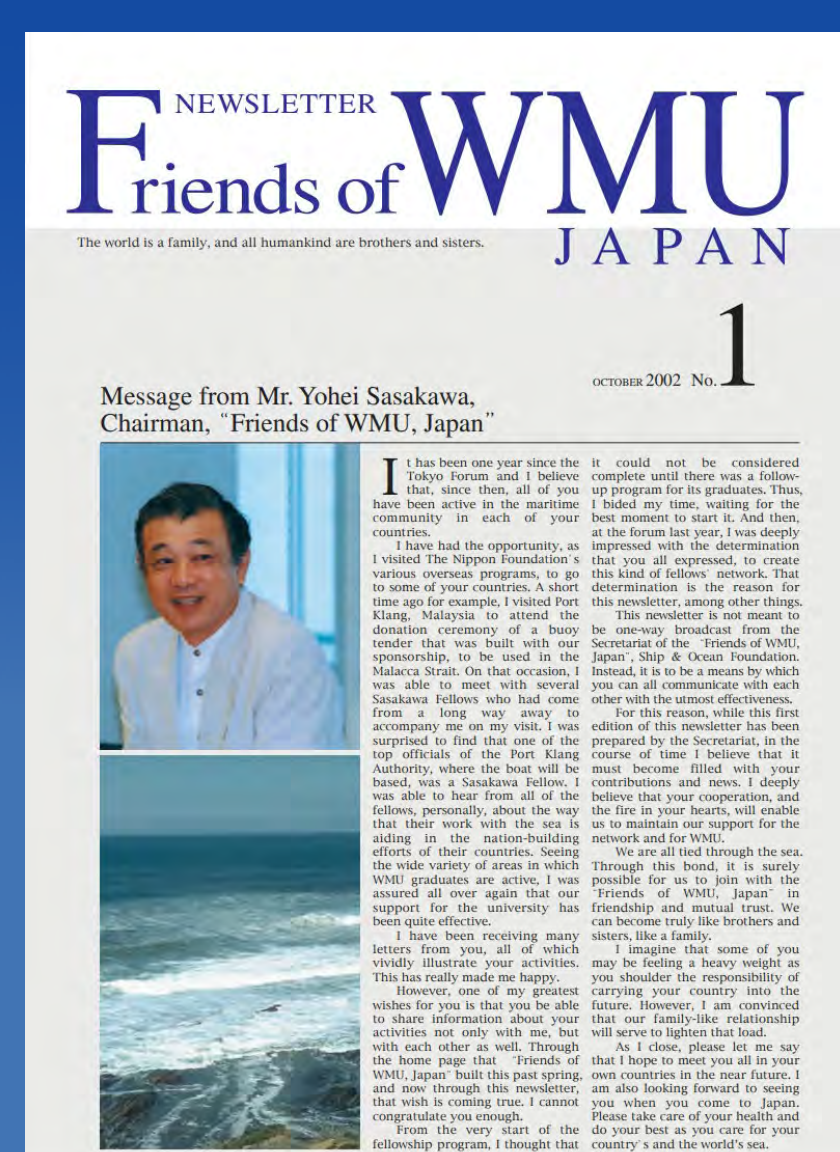 NEWSLETTER
Friends of WMU
JAPAN
The world is a family, and all humankind are brothers and sisters.
OCTOBER 2002 No. 1
Message from Mr. Yohei Sasakawa,
Chairman, "Friends of WMU, Japan"
It has been one year since the
Tokyo Forum and I believe
that, since then, all of you
have been active in the maritime
community in each of your
countries.
I have had the opportunity, as
I visited The Nippon Foundation's
various overseas programs, to go
to some of your countries. A short
time ago for example, I visited Port
Klang, Malaysia to attend the
donation ceremony of a buoy
tender that was built with our
sponsorship, to be used in the
Malacca Strait. On that occasion, I
was able to meet with several
Sasakawa Fellows who had come
from a long way away to
accompany me on my visit. I was
surprised to find that one of the
top officials of the Port Klang
Authority, where the boat will be
based, was a Sasakawa Fellow. I
was able to hear from all of the
fellows, personally, about the way
that their work with the sea is
aiding in the nation-building
efforts of their countries. Seeing
the wide variety of areas in which
WMU graduates are active, I was
assured all over again that our
support for the university has
been quite effective.
I have been receiving many
letters from you, all of which
vividly illustrate your activities.
This has really made me happy.
However, one of my greatest
wishes for you is that you be able
to share information about your
activities not only with me, but
with each other as well. Through
the home page that "Friends of
WMU, Japan" built this past spring,
and now through this newsletter,
that wish is coming true. I cannot
congratulate you enough.
From the very start of the
fellowship program, I thought that
it could not be considered
complete until there was a follow-
up program for its graduates. Thus,
I bided my time, waiting for the
best moment to start it. And then,
at the forum last year, I was deeply
impressed with the determination
that you all expressed, to create
this kind of fellows' network. That
determination is the reason for
this newsletter, among other things.
This newsletter is not meant to
be one-way broadcast from the
Secretariat of the "Friends of WMU,
Japan", Ship & Ocean Foundation.
Instead, it is to be a means by which
you can all communicate with each
other with the utmost effectiveness.
For this reason, while this first
edition of this newsletter has been
prepared by the Secretariat, in the
course of time I believe that it
must become filled with your
contributions and news. I deeply
believe that your cooperation, and
the fire in your hearts, will enable
us to maintain our support for the
network and for WMU.
We are all tied through the sea.
Through this bond, it is surely
possible for us to join with the
"Friends of WMU, Japan" in
friendship and mutual trust. We
can become truly like brothers and
sisters, like a family.
I imagine that some of you
may be feeling a heavy weight as
you shoulder the responsibility of
carrying your country into the
future. However, I am convinced
that our family-like relationship
will serve to lighten that load.
As I close, please let me say
that I hope to meet you all in your
own countries in the near future. I
am also looking forward to seeing
you when you come to Japan.
Please take care of your health and
do your best as you care for your
country's and the world's sea.